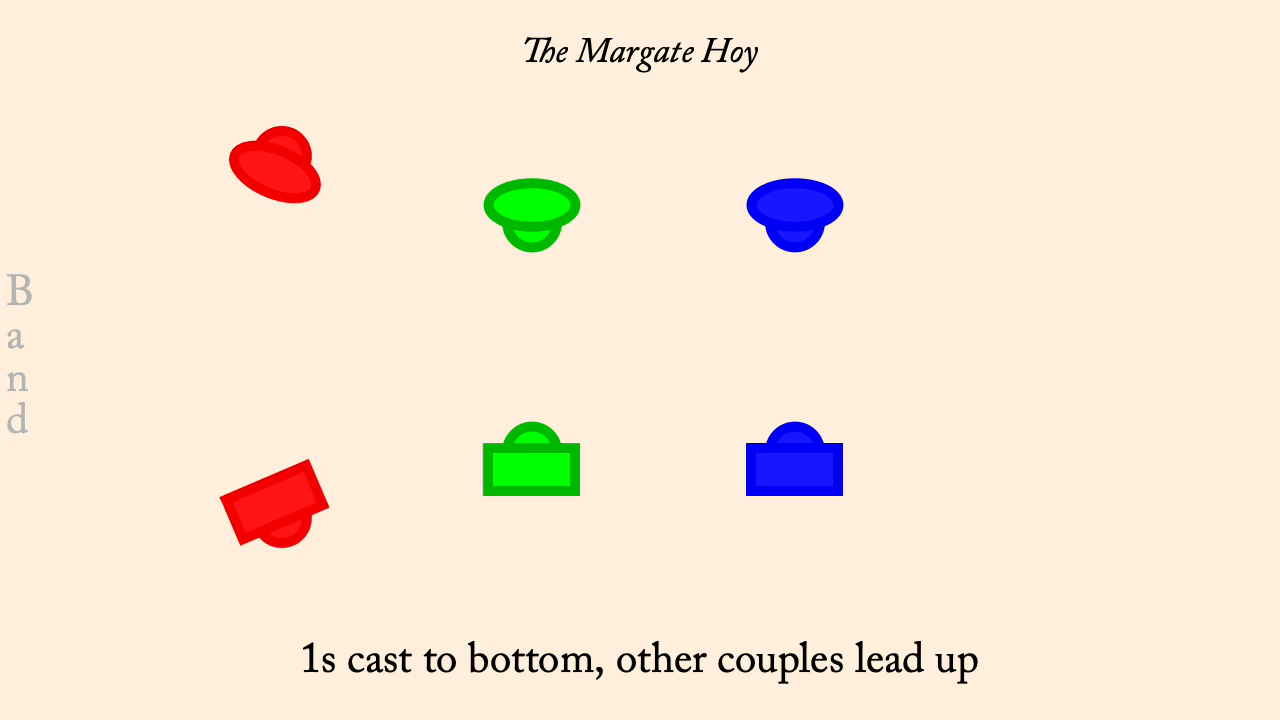 The Margate Hoy
B
a
n
d
1s cast to bottom, other couples lead up